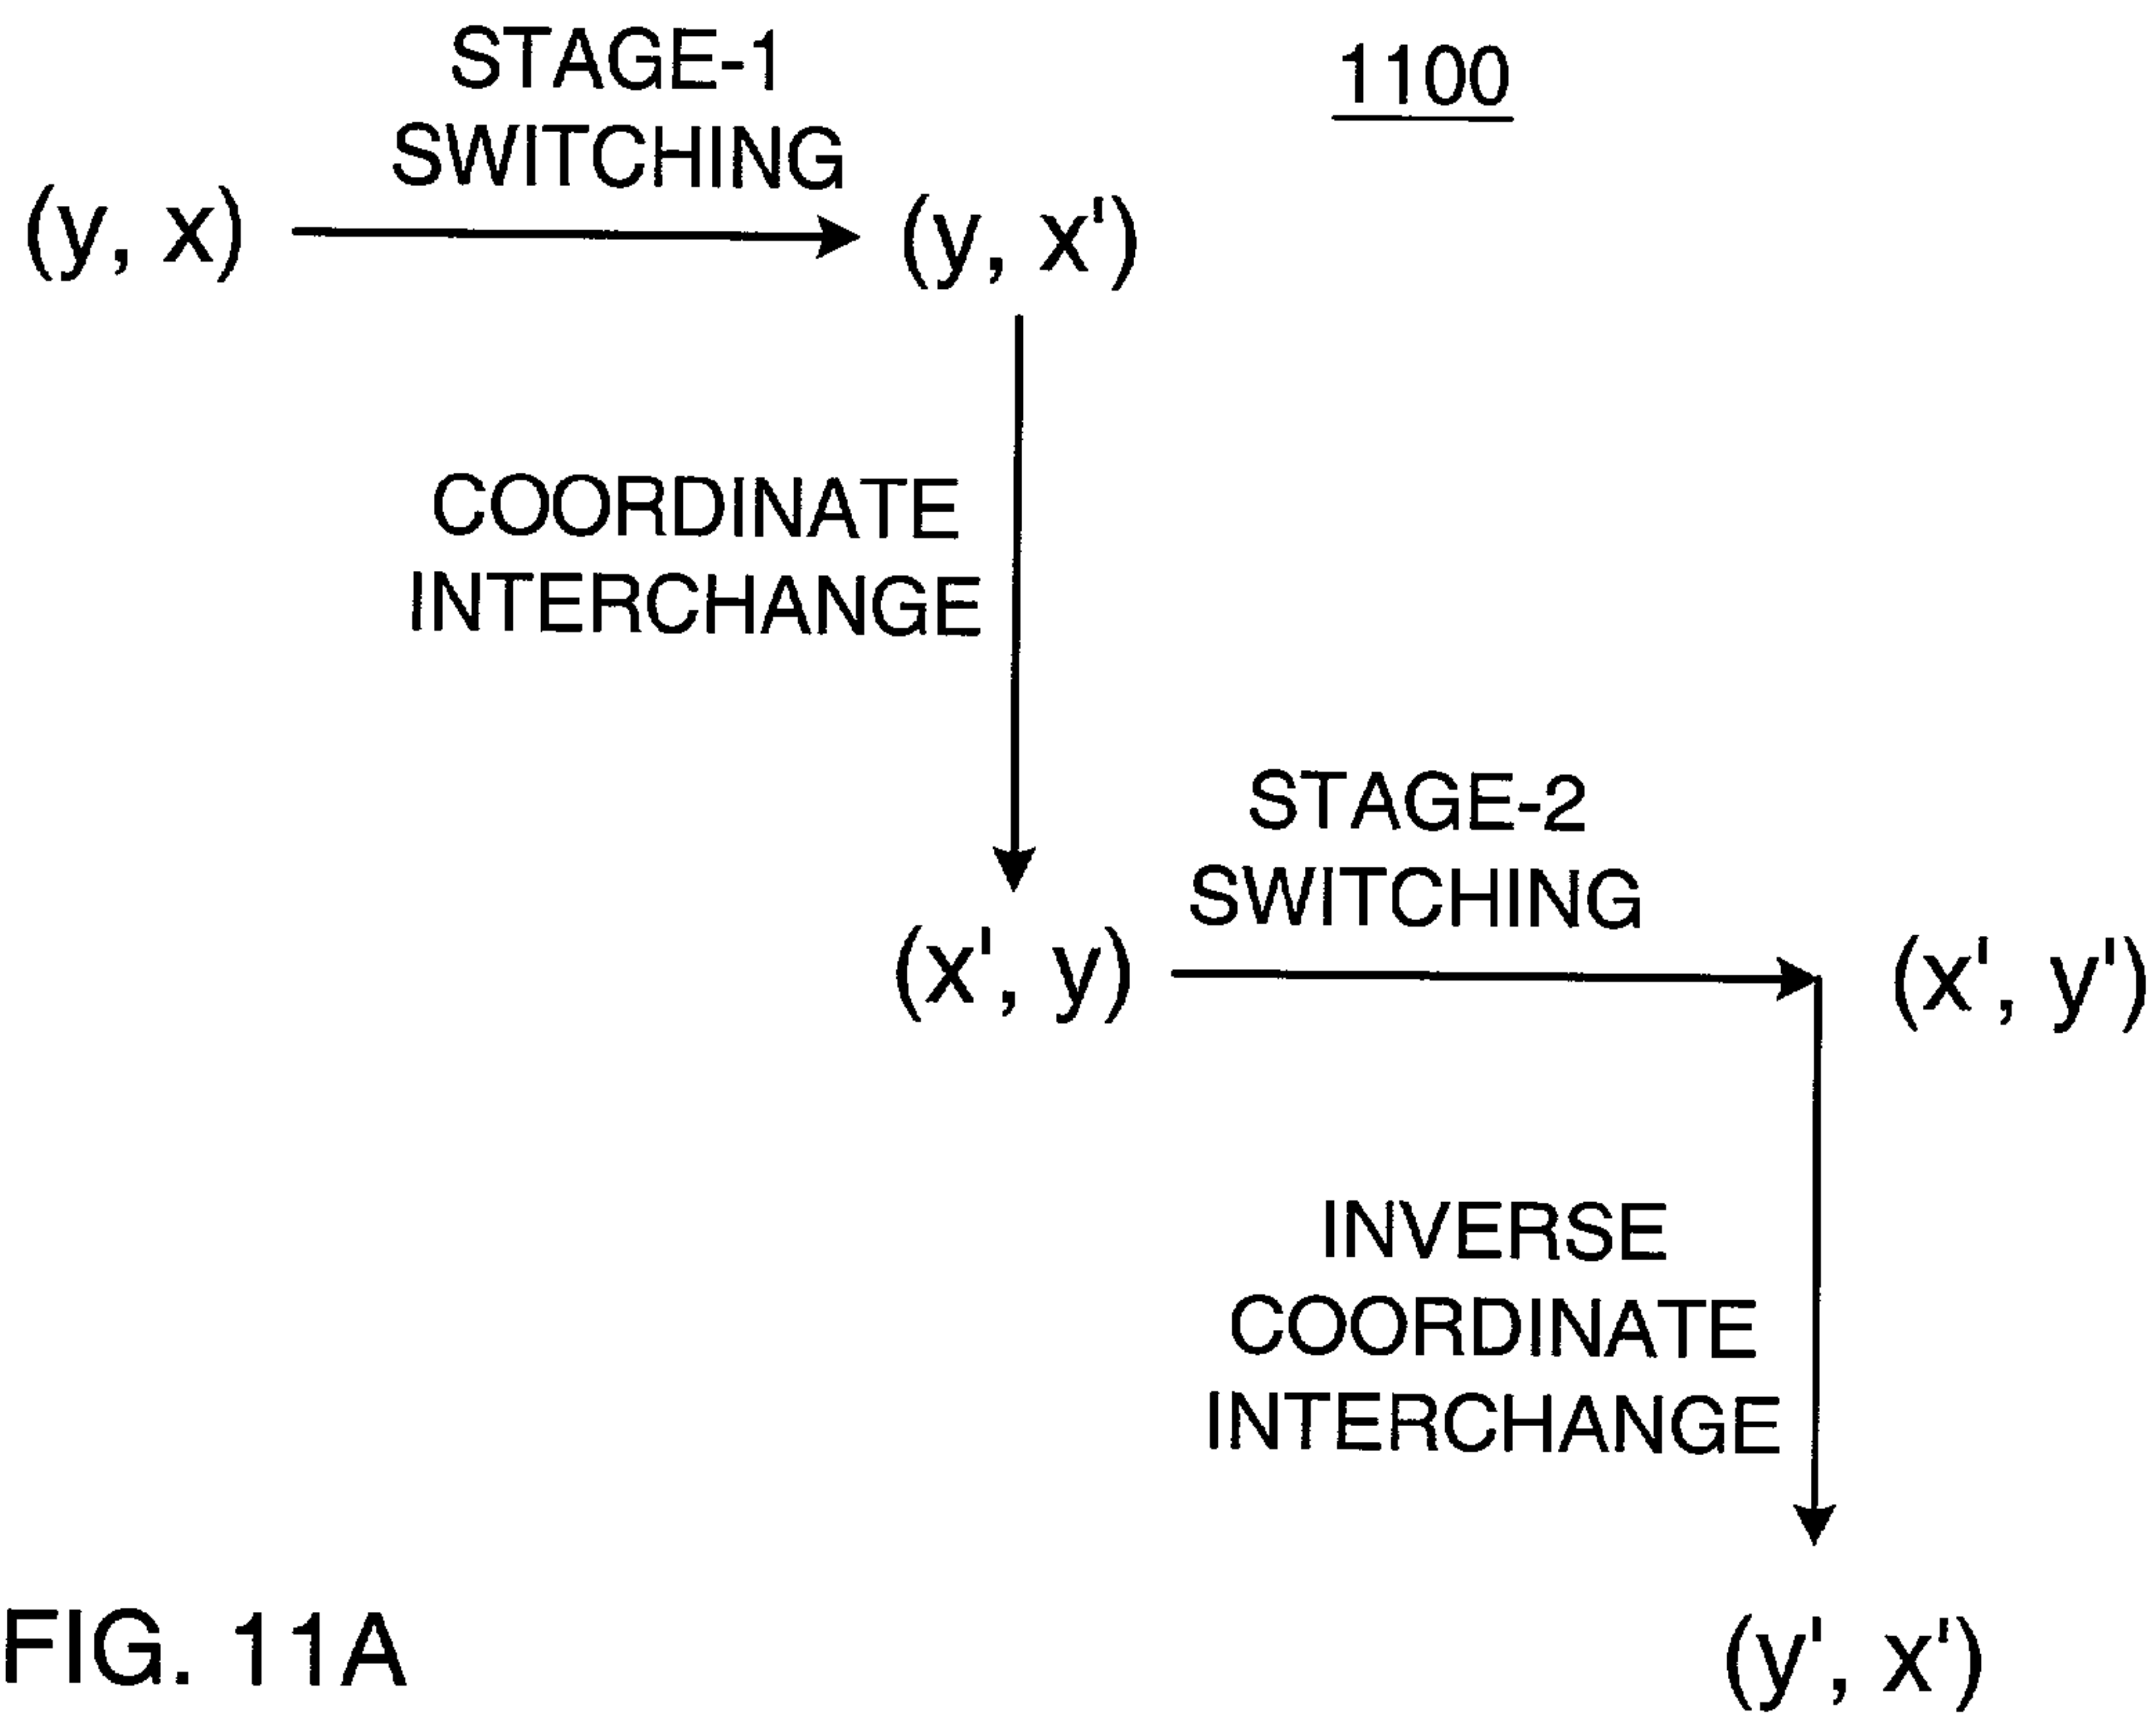 STAGE-1
SWITCHING
1100
(y, x)
(y, x')
COORDINATE
INTERCHANGE
STAGE-2
SWITCHING
(x', y)
(x', y')
INVERSE
COORDINATE
INTERCHANGE
(y', x')
FIG. 11A